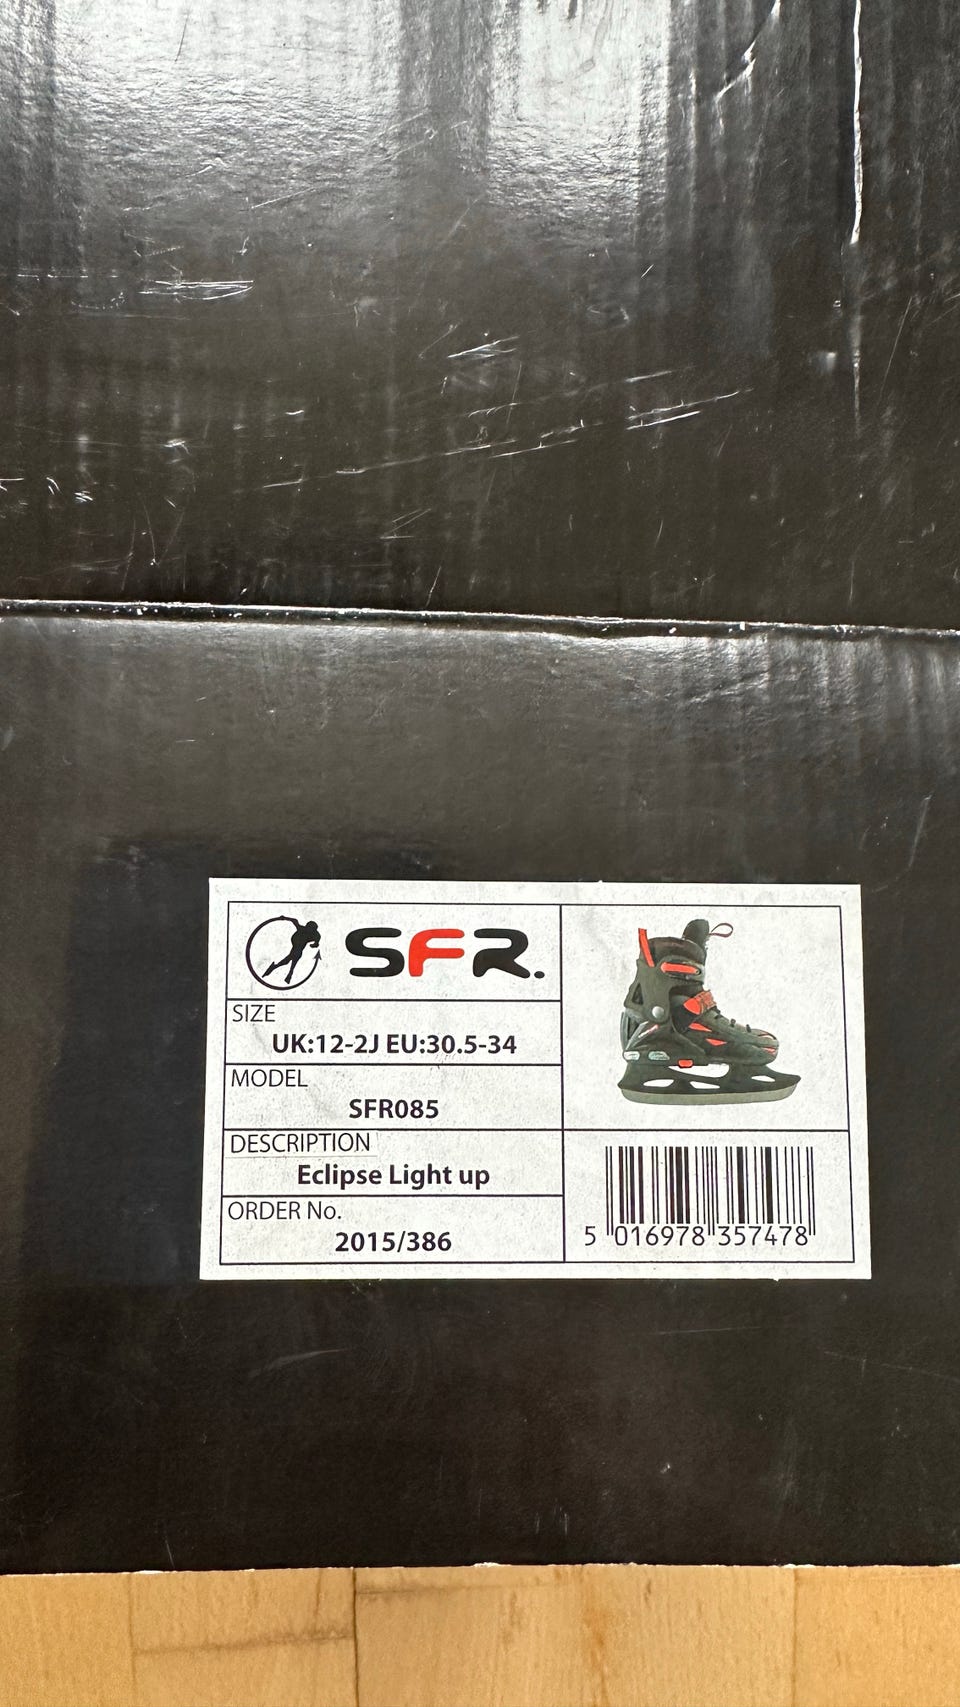 SFR.
SIZE
UK:12-2J EU:30.5-34
MODEL
SFR085
DESCRIPTION
Eclipse Light up
ORDER No.
2015/386
5 016978 357478